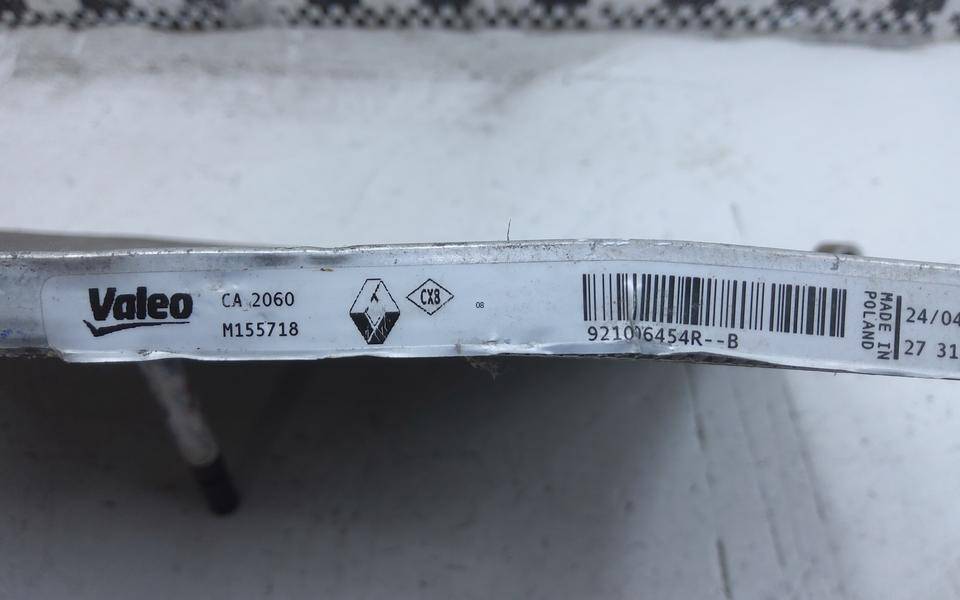 Valeo
CA 2060
M155718
CX8
08
921006454R--B
MADE IN
POLAND
24/04
27 31